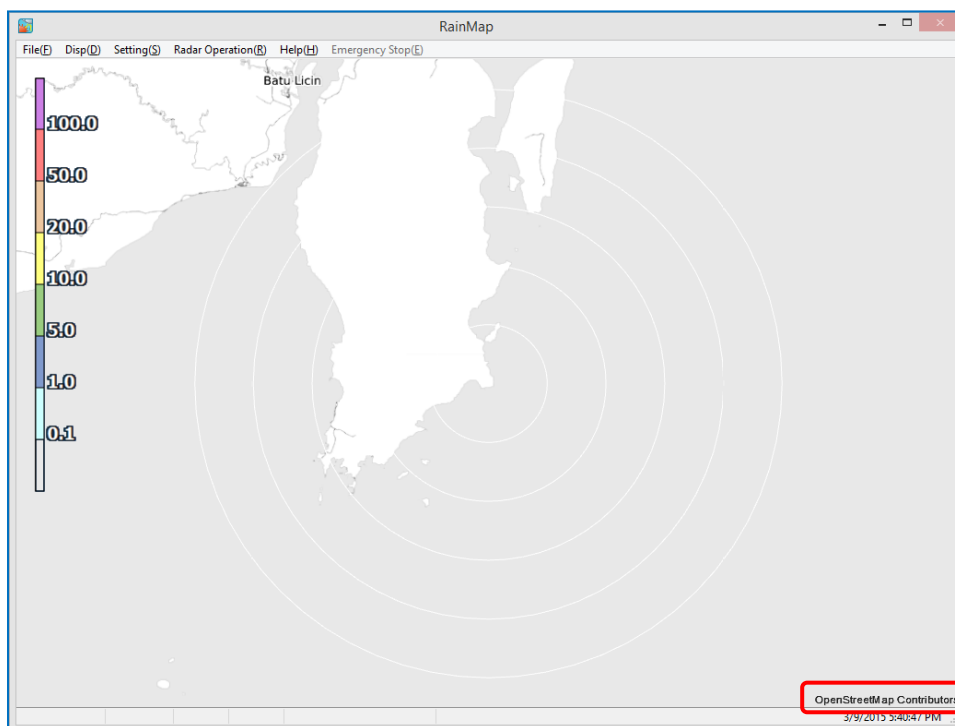 RainMap
File(F) Disp(D) Setting(S) Radar Operation(R) Help(H) Emergency Stop(E)
Batu Licin
100.0
50.0
20.0
10.0
5.0
1.0
0.1
OpenStreetMap Contributors
3/9/2015 5:40:47 PM